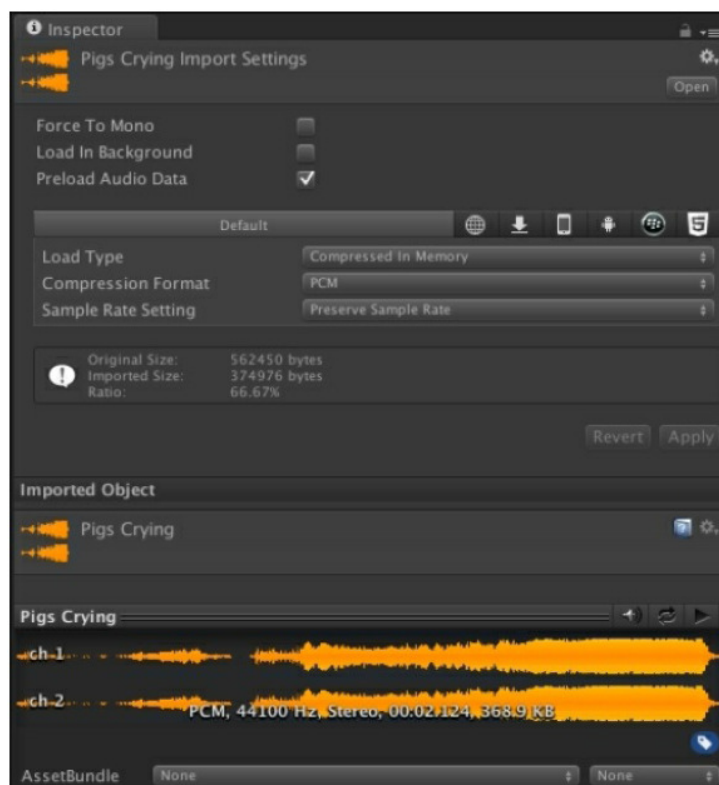 Inspector
Pigs Crying Import Settings
Open
Force To Mono
Load In Background
Preload Audio Data
Default
Load Type Compressed In Memory
Compression Format PCM
Sample Rate Setting Preserve Sample Rate
Original Size: 562450 bytes
Imported Size: 374976 bytes
Ratio: 66.67%
Revert Apply
Imported Object
Pigs Crying
Pigs Crying
ch 1
ch 2
PCM, 44100 Hz, Stereo, 00:02.124, 368.9 KB
AssetBundle None None